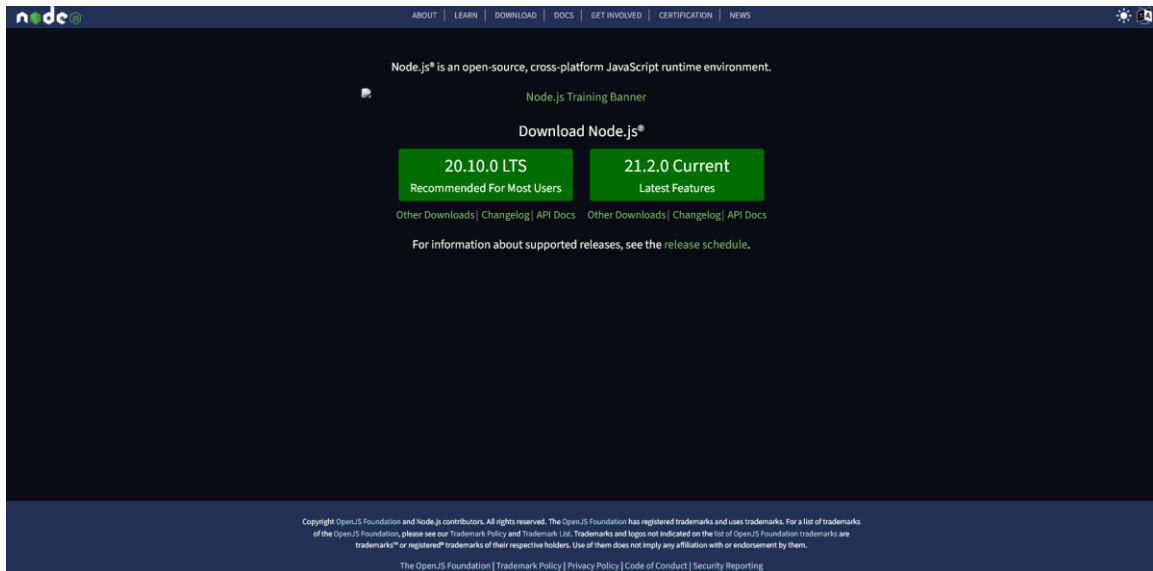 node JS
ABOUT | LEARN | DOWNLOAD | DOCS | GET INVOLVED | CERTIFICATION | NEWS
Node.js® is an open-source, cross-platform JavaScript runtime environment.
Node.js Training Banner
Download Node.js®
20.10.0 LTS
Recommended For Most Users
21.2.0 Current
Latest Features
Other Downloads | Changelog | API Docs
Other Downloads | Changelog | API Docs
For information about supported releases, see the release schedule.
Copyright OpenJS Foundation and Node.js contributors. All rights reserved. The OpenJS Foundation has registered trademarks and uses trademarks. For a list of trademarks
of the OpenJS Foundation, please see our Trademark Policy and Trademark List. Trademarks and logos not indicated on the list of OpenJS Foundation trademarks are
trademarks™ or registered® trademarks of their respective holders. Use of them does not imply any affiliation with or endorsement by them.
The OpenJS Foundation | Trademark Policy | Privacy Policy | Code of Conduct | Security Reporting